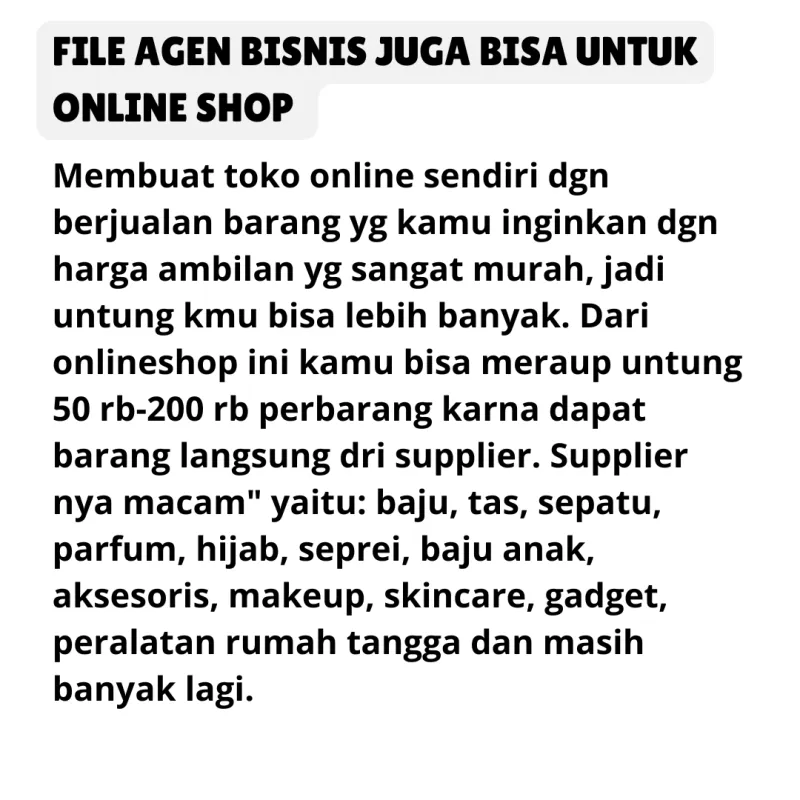 FILE AGEN BISNIS JUGA BISA UNTUK
ONLINE SHOP
Membuat toko online sendiri dgn
berjualan barang yg kamu inginkan dgn
harga ambilan yg sangat murah, jadi
untung kmu bisa lebih banyak. Dari
onlineshop ini kamu bisa meraup untung
50 rb-200 rb perbarang karna dapat
barang langsung dri supplier. Supplier
nya macam" yaitu: baju, tas, sepatu,
parfum, hijab, seprei, baju anak,
aksesoris, makeup, skincare, gadget,
peralatan rumah tangga dan masih
banyak lagi.